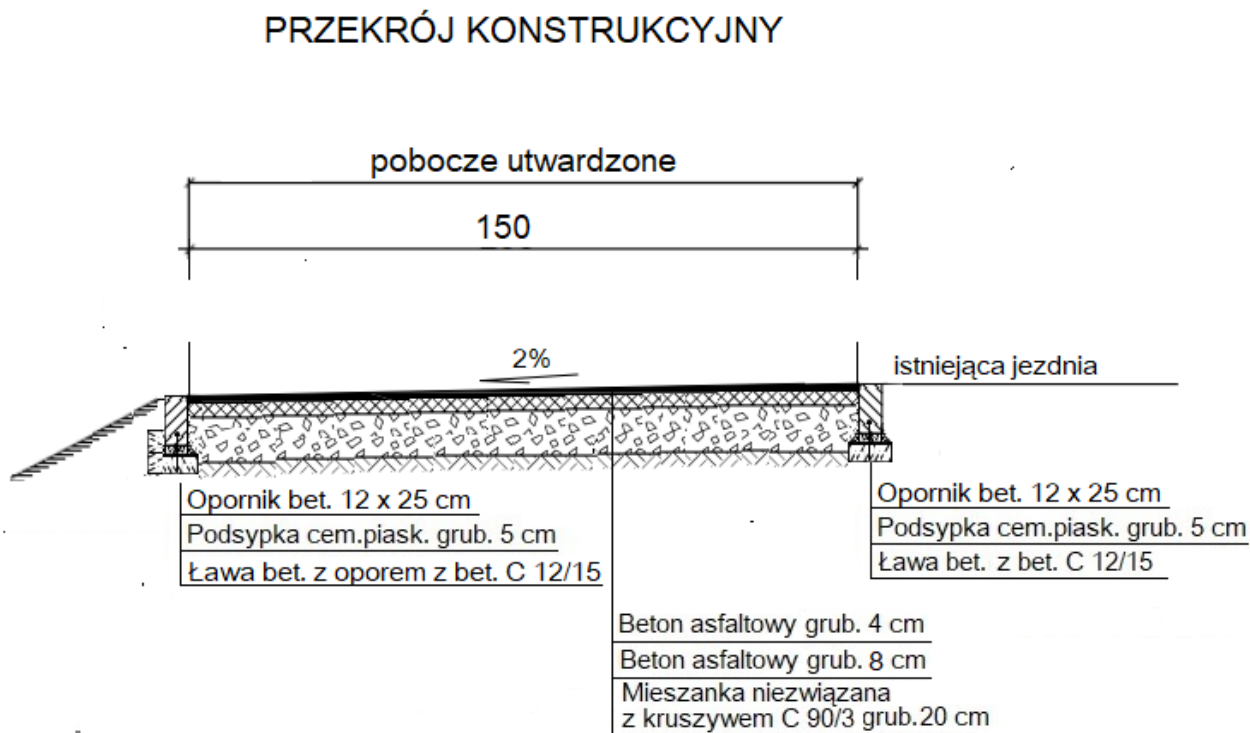 PRZEKRÓJ KONSTRUKCYJNY
pobocze utwardzone
150
2%
istniejąca jezdnia
Opornik bet. 12 x 25 cm
Podsypka cem.piask. grub. 5 cm
Ława bet. z oporem z bet. C 12/15
Opornik bet. 12 x 25 cm
Podsypka cem.piask. grub. 5 cm
Ława bet. z bet. C 12/15
Beton asfaltowy grub. 4 cm
Beton asfaltowy grub. 8 cm
Mieszanka niezwiązana
z kruszywem C 90/3 grub.20 cm